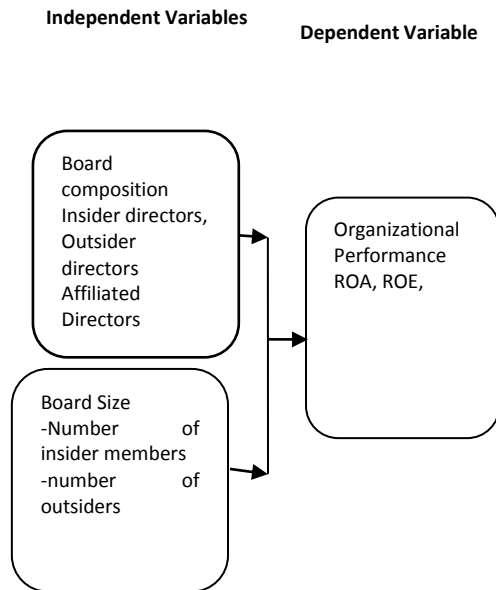 Independent Variables
Dependent Variable
Board
composition
Insider directors,
Outsider
directors
Affiliated
Directors
Organizational
Performance
ROA, ROE,
Board Size
-Number of
insider members
-number of
outsiders